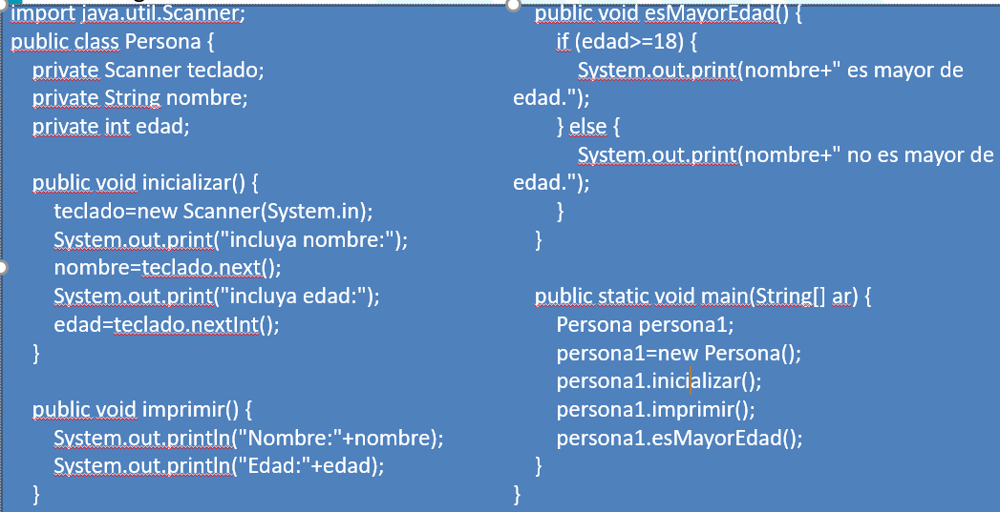 import java.util.Scanner;
public class Persona {
private Scanner teclado;
private String nombre;
private int edad;
public void inicializar() {
teclado=new Scanner(System.in);
System.out.print("incluya nombre:");
nombre=teclado.next();
System.out.print("incluya edad:");
edad=teclado.nextInt();
}
public void imprimir() {
System.out.println("Nombre:"+nombre);
System.out.println("Edad:"+edad);
}
public void esMayorEdad() {
if (edad>=18) {
System.out.print(nombre+" es mayor de
edad.");
} else {
System.out.print(nombre+" no es mayor de
edad.");
}
}
public static void main(String[] ar) {
Persona persona1;
persona1=new Persona();
persona1.inicializar();
persona1.imprimir();
persona1.esMayorEdad();
}
}